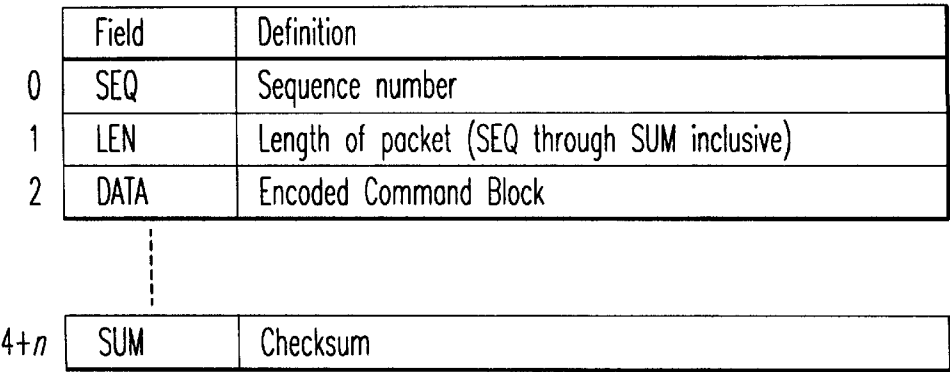 Field Definition
0 SEQ Sequence number
1 LEN Length of packet (SEQ through SUM inclusive)
2 DATA Encoded Command Block
4+n SUM Checksum